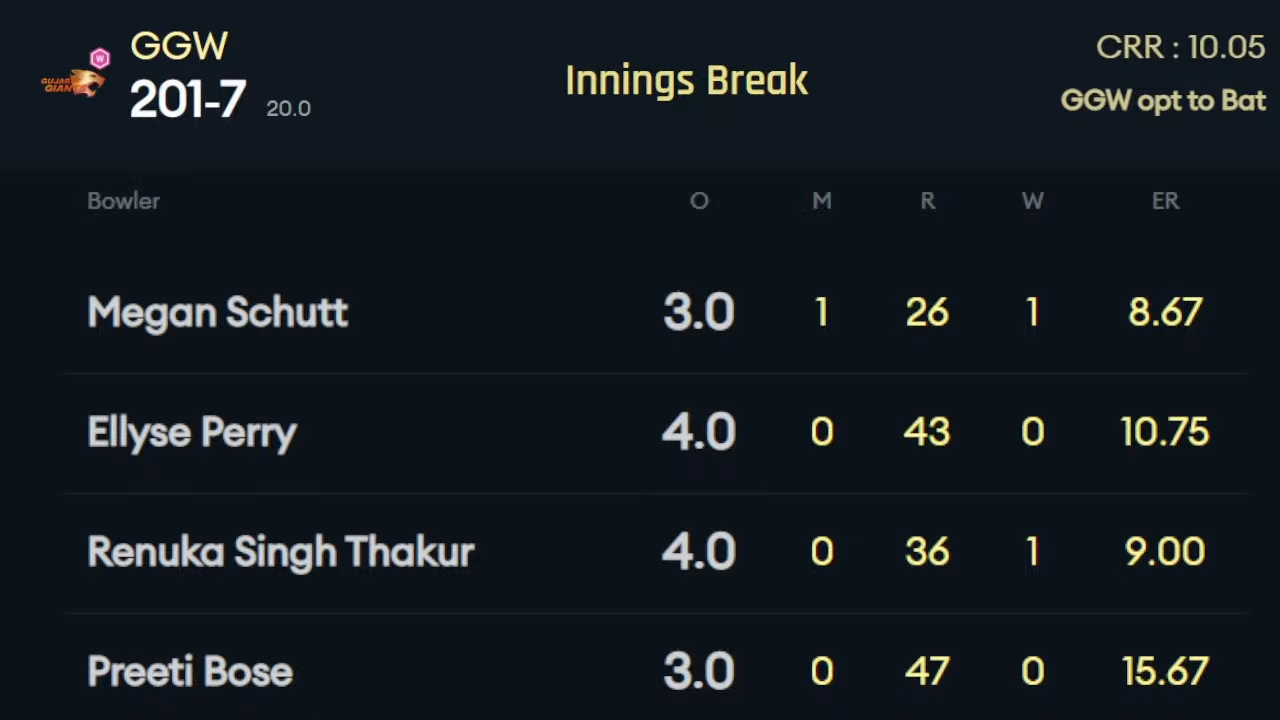 GGW
201-7 20.0
GUJARAT
GIANTS
W
Innings Break
CRR : 10.05
GGW opt to Bat
Bowler O M R W ER
Megan Schutt 3.0 1 26 1 8.67
Ellyse Perry 4.0 0 43 0 10.75
Renuka Singh Thakur 4.0 0 36 1 9.00
Preeti Bose 3.0 0 47 0 15.67